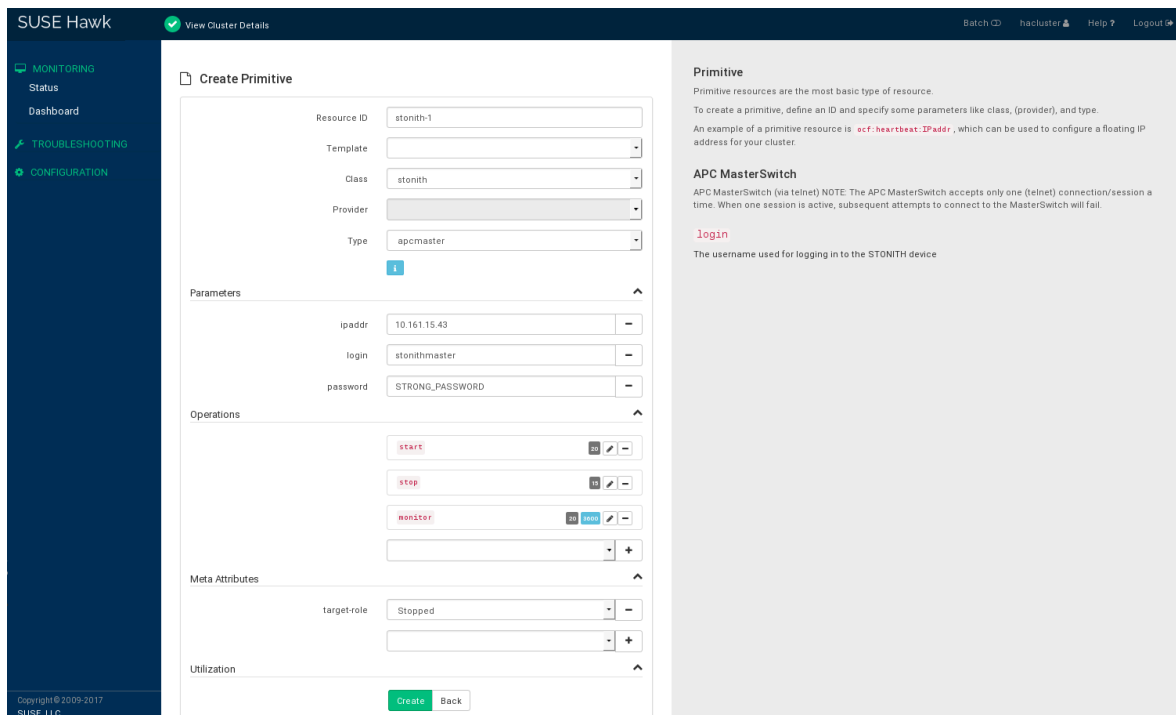 SUSE Hawk
View Cluster Details
Batch
hacluster
Help ?
Logout
MONITORING
Status
Dashboard
TROUBLESHOOTING
CONFIGURATION
Create Primitive
Resource ID stonith-1
Template
Class stonith
Provider
Type apcmaster
i
Parameters
ipaddr 10.161.15.43
login stonithmaster
password STRONG_PASSWORD
Operations
start 20
stop 15
monitor 20 3600
Meta Attributes
target-role Stopped
Utilization
Create Back
Primitive
Primitive resources are the most basic type of resource.
To create a primitive, define an ID and specify some parameters like class, (provider), and type.
An example of a primitive resource is ocf:heartbeat:IPaddr, which can be used to configure a floating IP
address for your cluster.
APC MasterSwitch
APC MasterSwitch (via telnet) NOTE: The APC MasterSwitch accepts only one (telnet) connection/session a
time. When one session is active, subsequent attempts to connect to the MasterSwitch will fail.
login
The username used for logging in to the STONITH device
Copyright © 2009-2017
SUSE, LLC